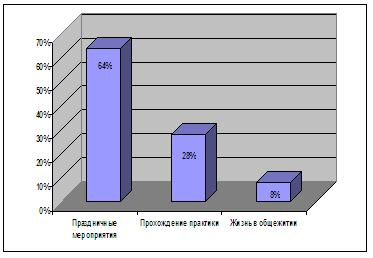 70%
60%
50%
40%
30%
20%
10%
0%
64%
28%
8%
Праздничные
мероприятия
Прохождение практики
Жизнь в общежитии